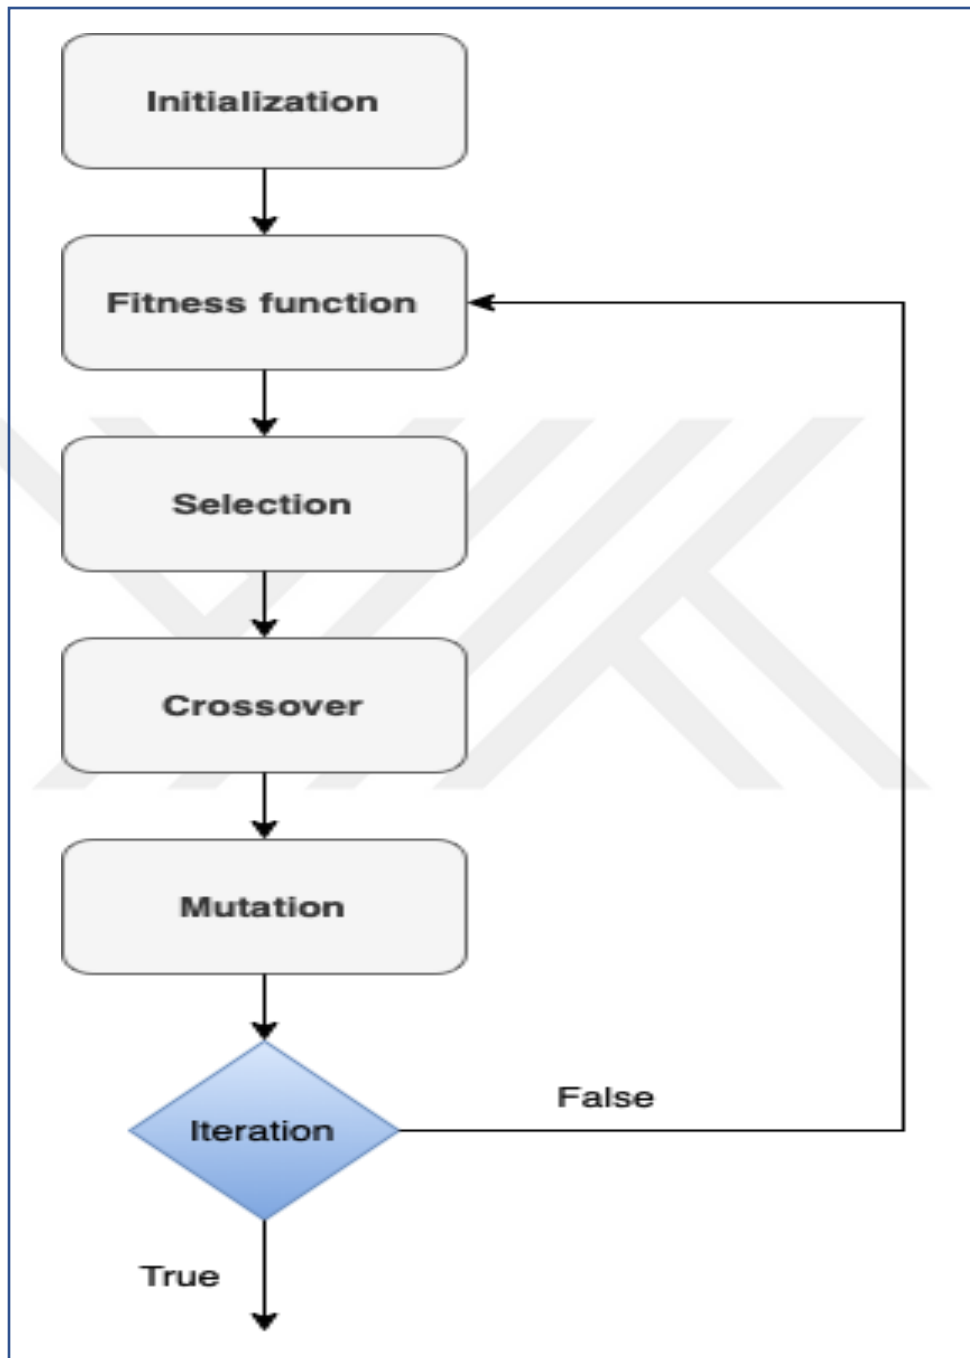 Initialization
Fitness function
Selection
Crossover
Mutation
Iteration
False
True